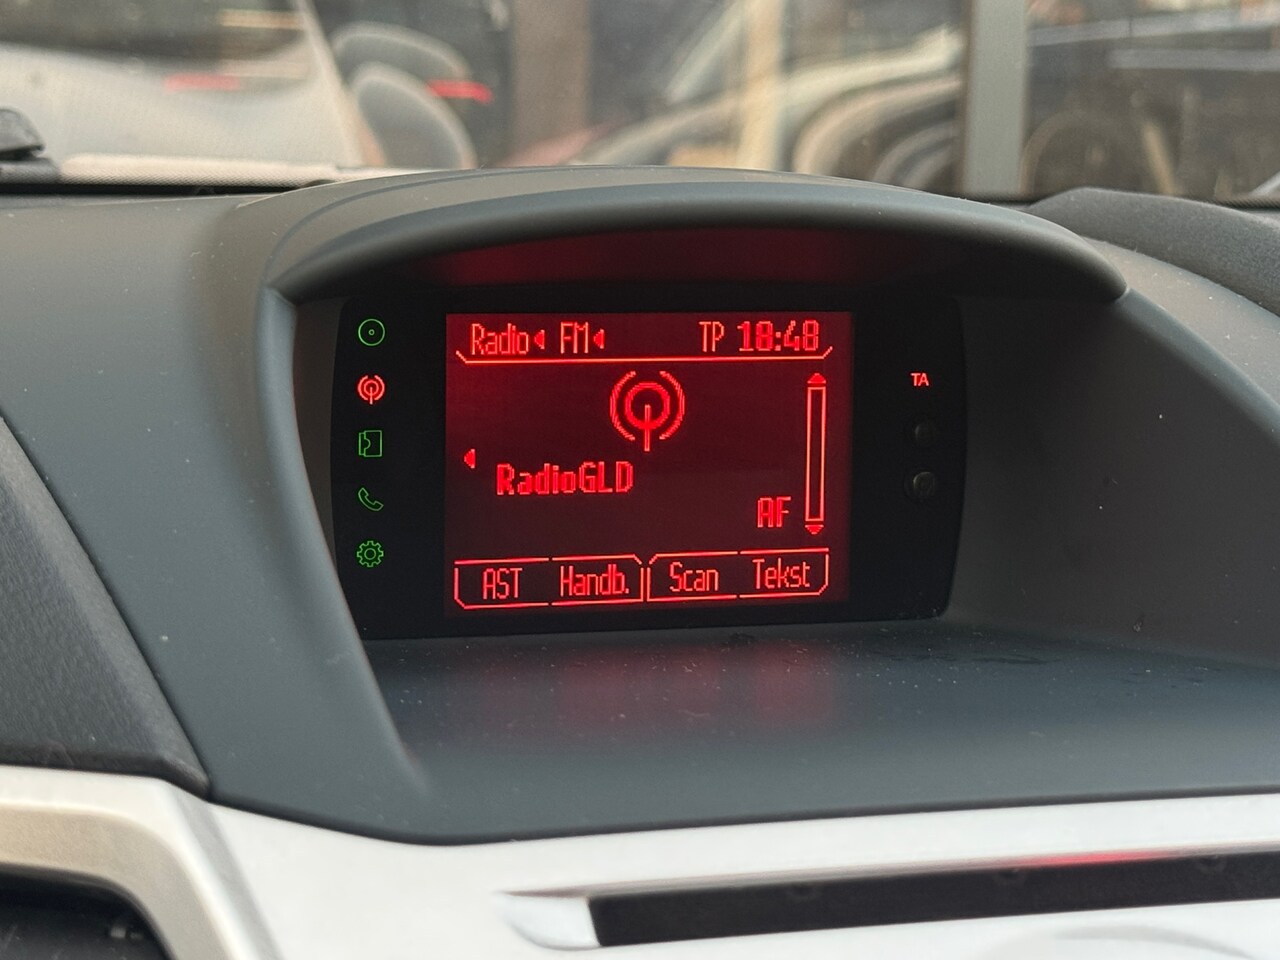 Radio FM TP 18:48
TA
RadioGLD
AF
AST Handb. Scan Tekst